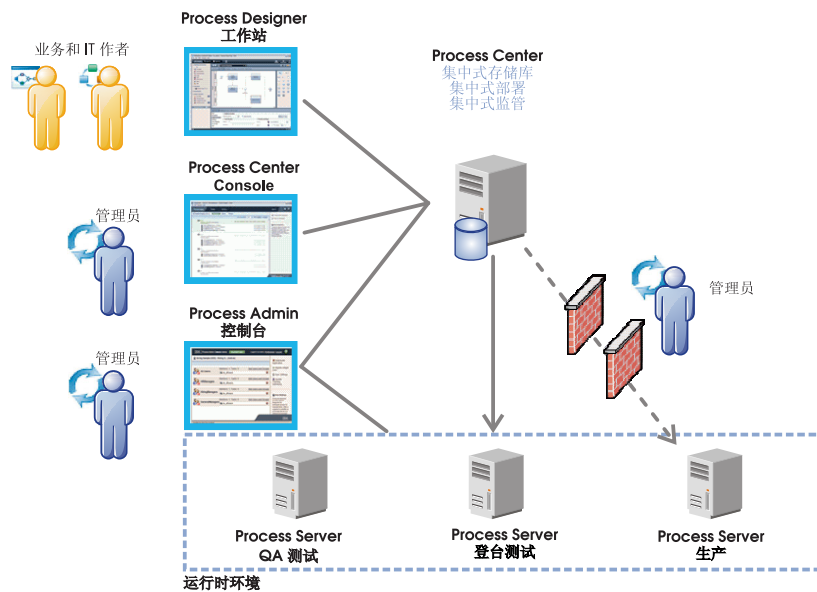 业务和 IT 作者
Process Designer
工作站
Process Center
集中式存储库
集中式部署
集中式监管
Process Center
Console
管理员
管理员
Process Admin
控制台
管理员
Process Server
QA 测试
Process Server
登台测试
Process Server
生产
运行时环境